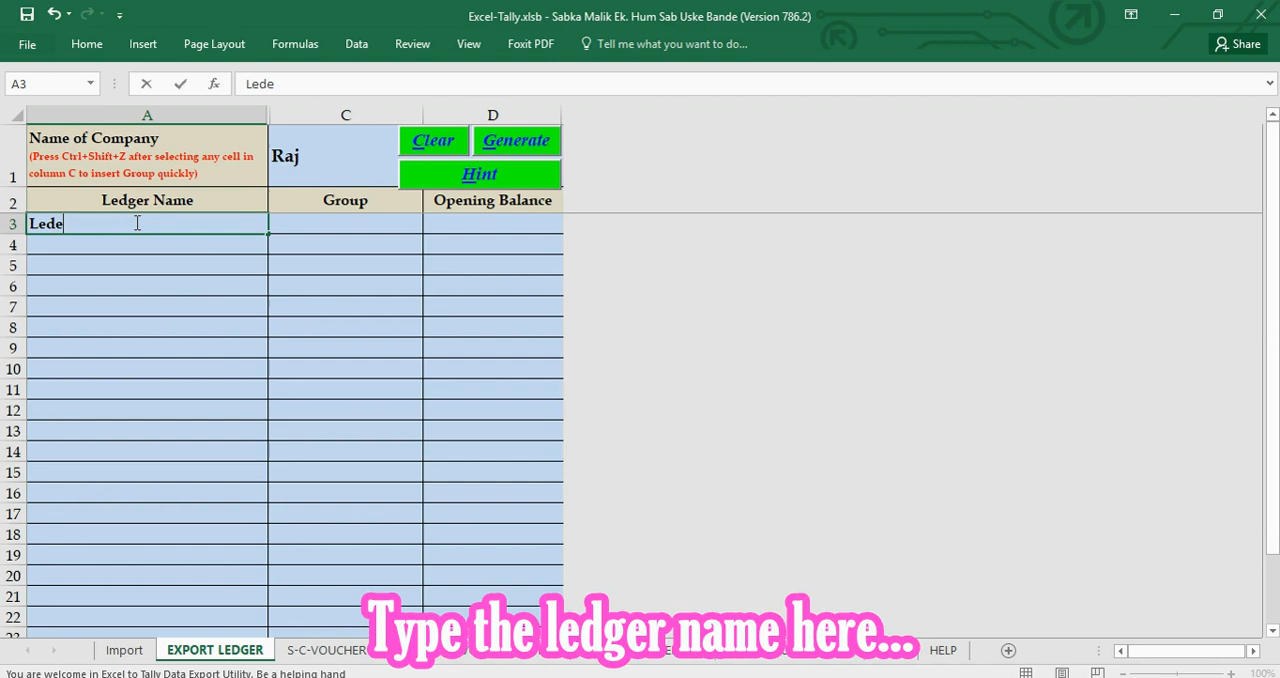 Excel-Tally.xlsb - Sabka Malik Ek. Hum Sab Uske Bande (Version 786.2)
File Home Insert Page Layout Formulas Data Review View Foxit PDF Tell me what you want to do... Share
A3 fx Lede
A C D
1 Name of Company
(Press Ctrl+Shift+Z after selecting any cell in
column C to insert Group quickly)
Raj
Clear Generate
Hint
2 Ledger Name Group Opening Balance
3 Lede
4
5
6
7
8
9
10
11
12
13
14
15
16
17
18
19
20
21
22
23
Type the ledger name here...
Import EXPORT LEDGER S-C-VOUCHER HELP
You are welcome in Excel to Tally Data Export Utility. Be a helping hand
100%